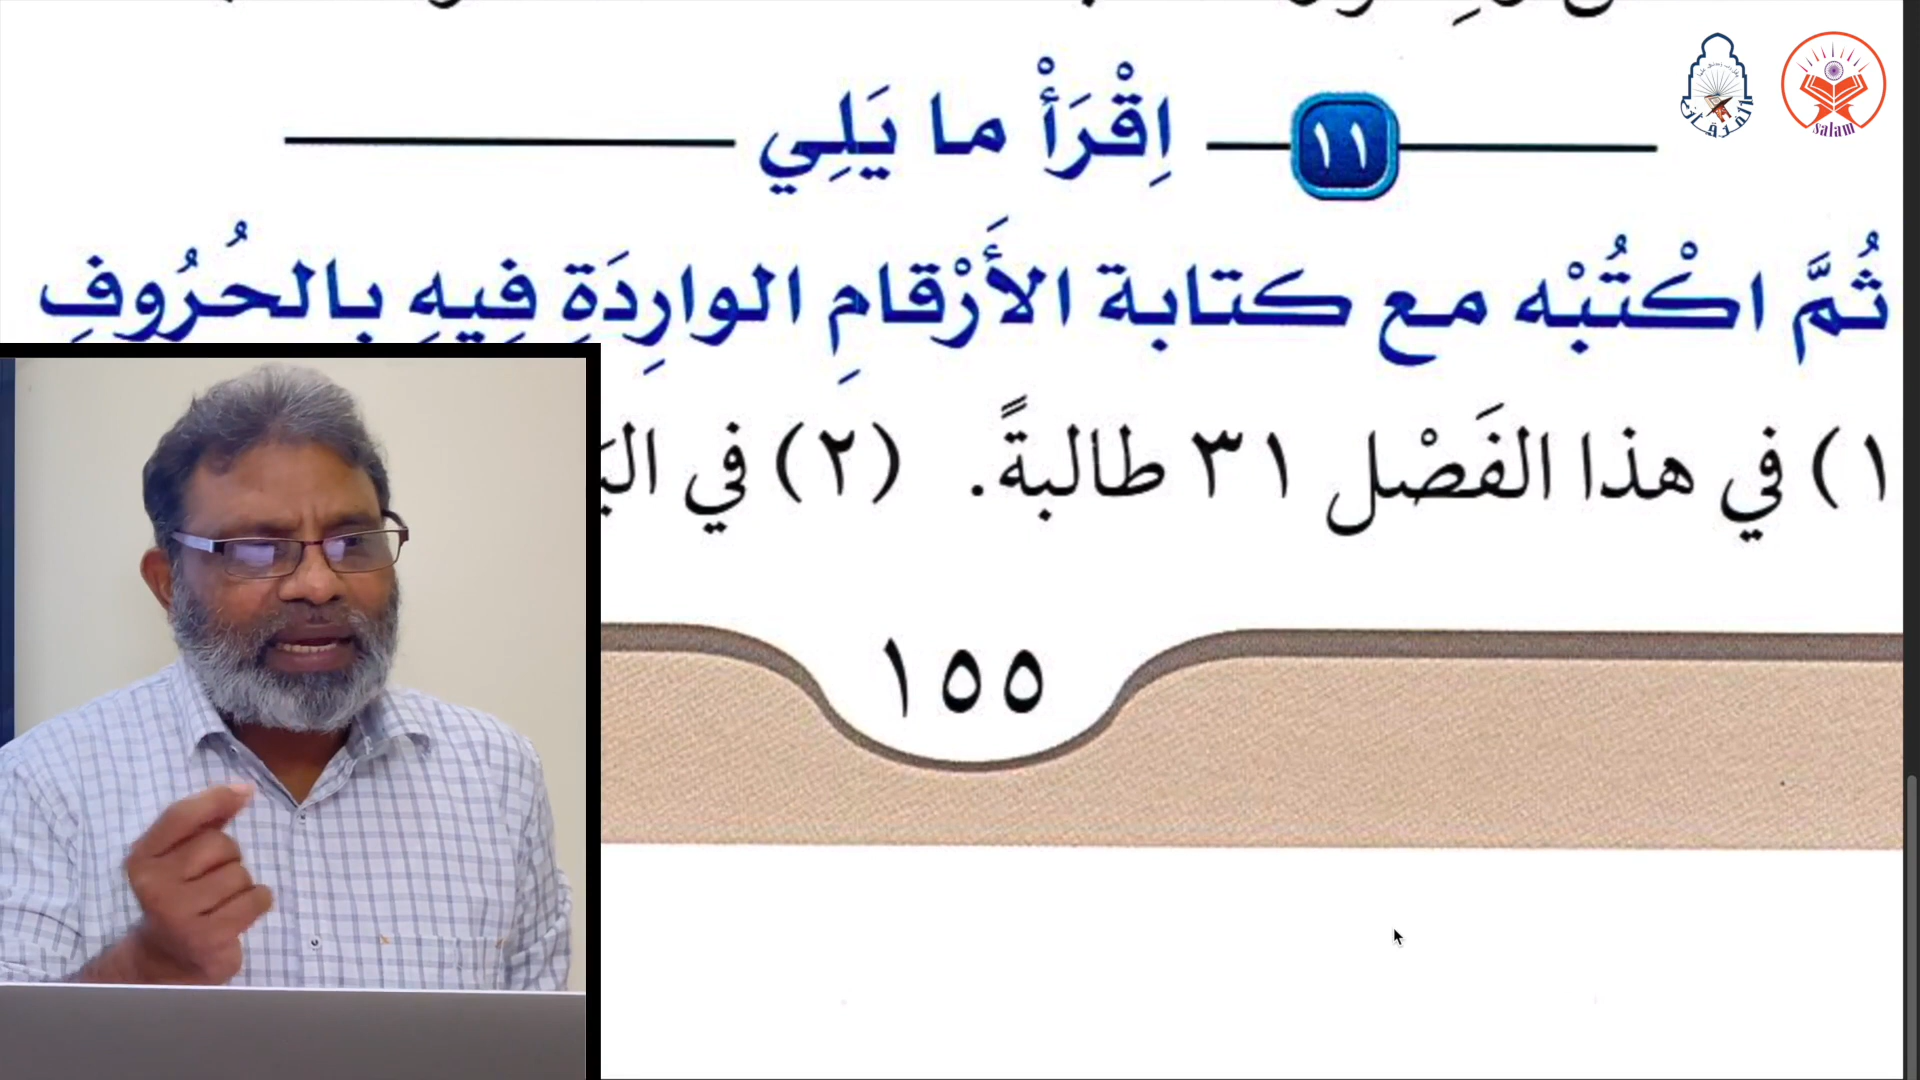 salam
١١ اِقْرَأْ ما يَلِي
ثُمَّ اكْتُبْه مع كتابة الأَرْقامِ الوارِدَةِ فِيهِ بالحُرُوفِ
١) في هذا الفَصْل ٣١ طالبةً. (٢) في
١٥٥